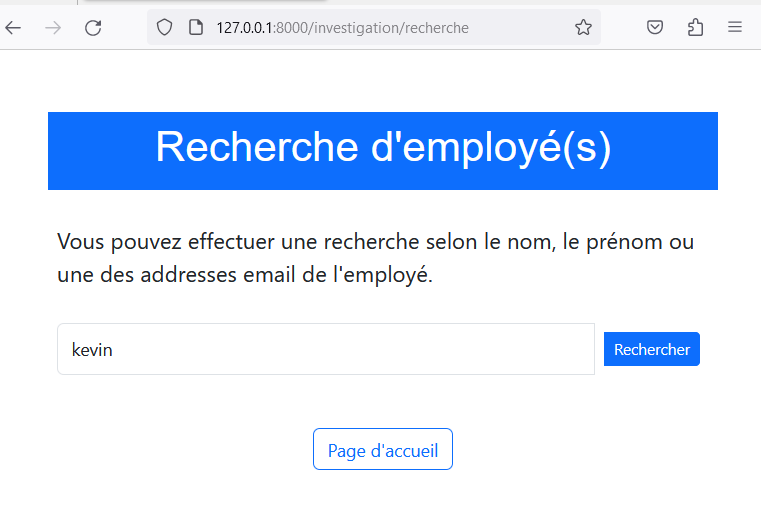 127.0.0.1:8000/investigation/recherche
Recherche d'employé(s)
Vous pouvez effectuer une recherche selon le nom, le prénom ou
une des addresses email de l'employé.
kevin
Rechercher
Page d'accueil